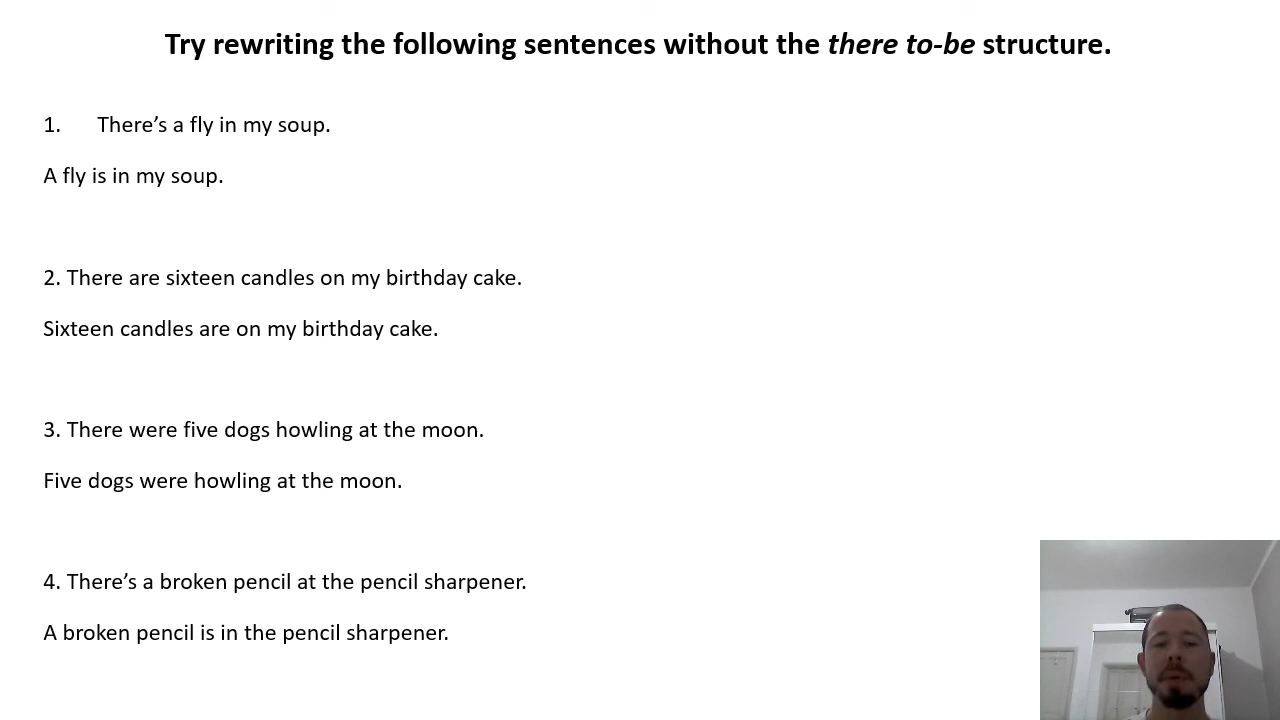 Try rewriting the following sentences without the there to-be structure.
1. There’s a fly in my soup.
A fly is in my soup.
2. There are sixteen candles on my birthday cake.
Sixteen candles are on my birthday cake.
3. There were five dogs howling at the moon.
Five dogs were howling at the moon.
4. There’s a broken pencil at the pencil sharpener.
A broken pencil is in the pencil sharpener.